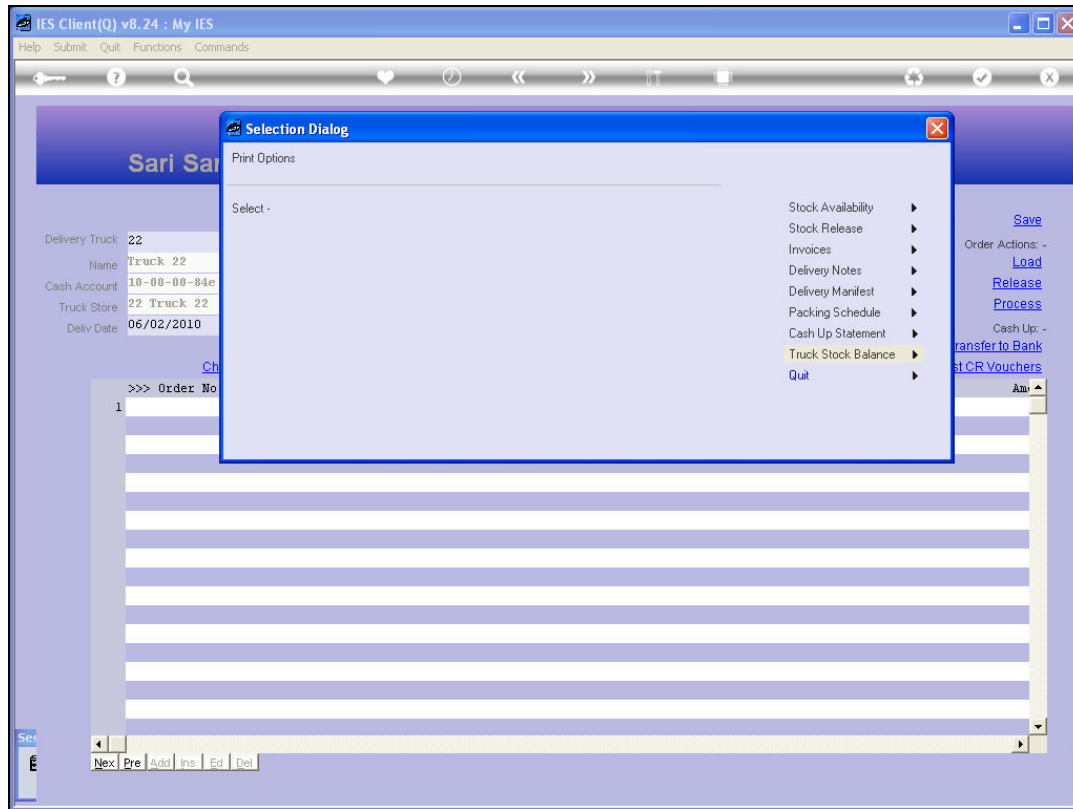 IES Client(Q) v8.24 : My IES
Help Submit Quit Functions Commands
Selection Dialog
Print Options
Select -
Stock Availability
Stock Release
Invoices
Delivery Notes
Delivery Manifest
Packing Schedule
Cash Up Statement
Truck Stock Balance
Quit
Sari Sar
Save
Delivery Truck 22
Order Actions: -
Name Truck 22
Load
Cash Account 10-00-00-84e
Release
Truck Store 22 Truck 22
Process
Deliv Date 06/02/2010
Cash Up: -
ransfer to Bank
Ch
st CR Vouchers
>>> Order No
Am
1
Ses
Nex Pre Add Ins Ed Del